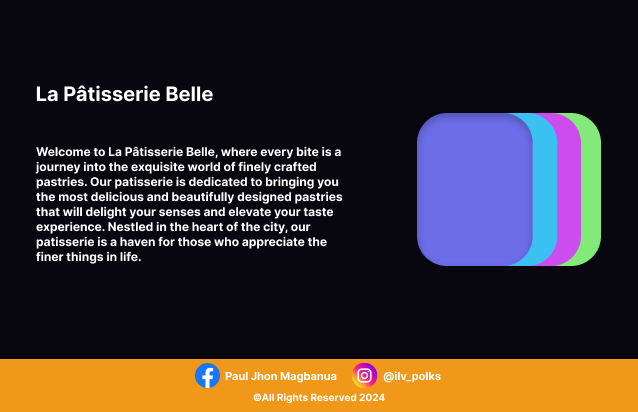 La Pâtisserie Belle
Welcome to La Pâtisserie Belle, where every bite is a
journey into the exquisite world of finely crafted
pastries. Our patisserie is dedicated to bringing you
the most delicious and beautifully designed pastries
that will delight your senses and elevate your taste
experience. Nestled in the heart of the city, our
patisserie is a haven for those who appreciate the
finer things in life.
Paul Jhon Magbanua
@ilv_polks
©All Rights Reserved 2024